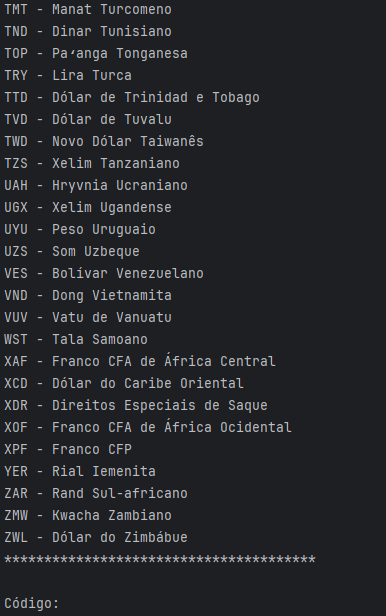 TMT - Manat Turcomeno
TND - Dinar Tunisiano
TOP - Paʻanga Tonganesa
TRY - Lira Turca
TTD - Dólar de Trinidad e Tobago
TVD - Dólar de Tuvalu
TWD - Novo Dólar Taiwanês
TZS - Xelim Tanzaniano
UAH - Hryvnia Ucraniano
UGX - Xelim Ugandense
UYU - Peso Uruguaio
UZS - Som Uzbeque
VES - Bolívar Venezuelano
VND - Dong Vietnamita
VUV - Vatu de Vanuatu
WST - Tala Samoano
XAF - Franco CFA de África Central
XCD - Dólar do Caribe Oriental
XDR - Direitos Especiais de Saque
XOF - Franco CFA de África Ocidental
XPF - Franco CFP
YER - Rial Iemenita
ZAR - Rand Sul-africano
ZMW - Kwacha Zambiano
ZWL - Dólar do Zimbábue
***************************************
Código: